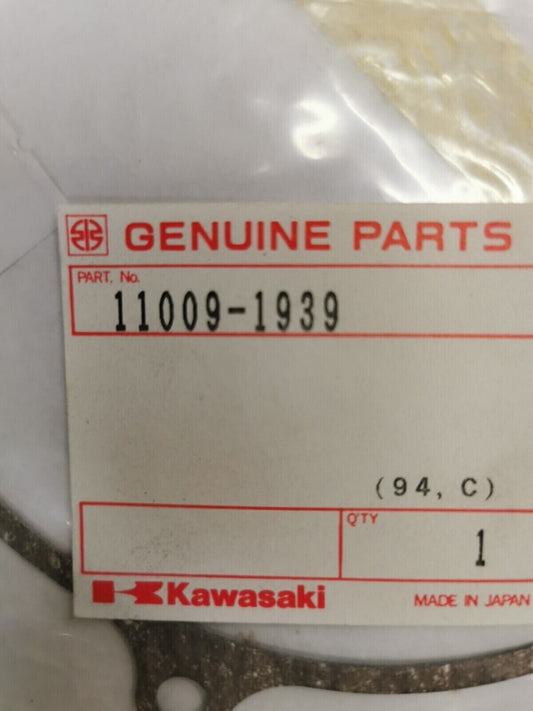 GENUINE PARTS
PART. No.
11009-1939
(94, C)
Q'TY
1
Kawasaki
MADE IN JAPAN